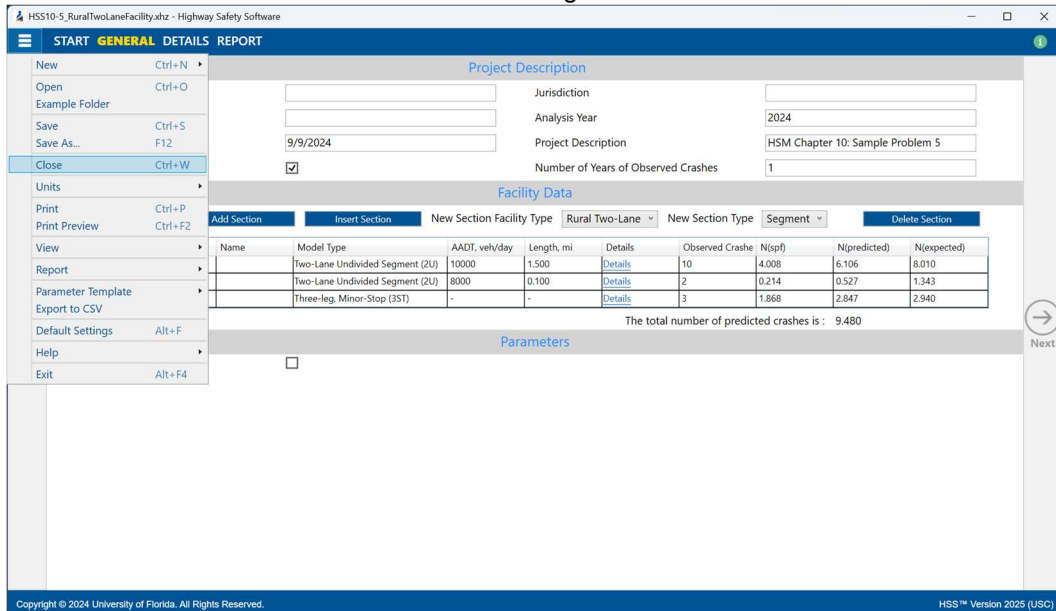 HSS10-5_RuralTwoLaneFacility.xhz - Highway Safety Software
START GENERAL DETAILS REPORT
New Ctrl+N
Open Ctrl+O
Example Folder
Save Ctrl+S
Save As... F12
Close Ctrl+W
Units
Print Ctrl+P
Print Preview Ctrl+F2
View
Report
Parameter Template
Export to CSV
Default Settings Alt+F
Help
Exit Alt+F4
Project Description
Jurisdiction
Analysis Year 2024
9/9/2024 Project Description HSM Chapter 10: Sample Problem 5
Number of Years of Observed Crashes 1
Facility Data
Add Section Insert Section New Section Facility Type Rural Two-Lane New Section Type Segment Delete Section
Name Model Type AADT, veh/day Length, mi Details Observed Crashe N(spf) N(predicted) N(expected)
Two-Lane Undivided Segment (2U) 10000 1.500 Details 10 4.008 6.106 8.010
Two-Lane Undivided Segment (2U) 8000 0.100 Details 2 0.214 0.527 1.343
Three-leg, Minor-Stop (3ST) - - Details 3 1.868 2.847 2.940
The total number of predicted crashes is : 9.480
Parameters
Next
Copyright © 2024 University of Florida. All Rights Reserved. HSS™ Version 2025 (USC)